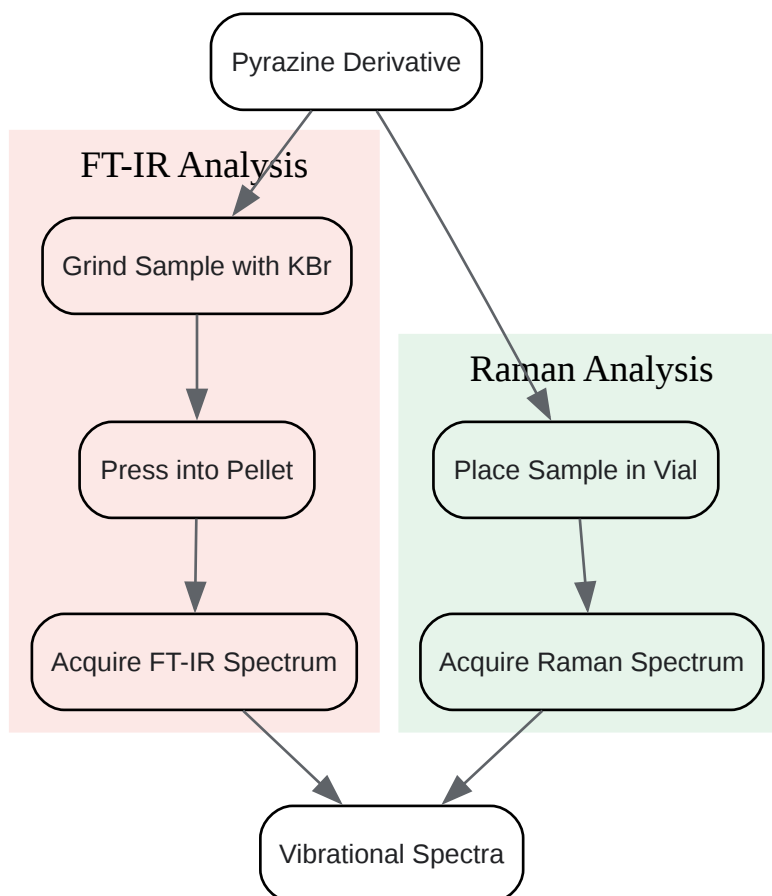 Pyrazine Derivative
FT-IR Analysis
Grind Sample with KBr
Raman Analysis
Press into Pellet
Place Sample in Vial
Acquire FT-IR Spectrum
Acquire Raman Spectrum
Vibrational Spectra